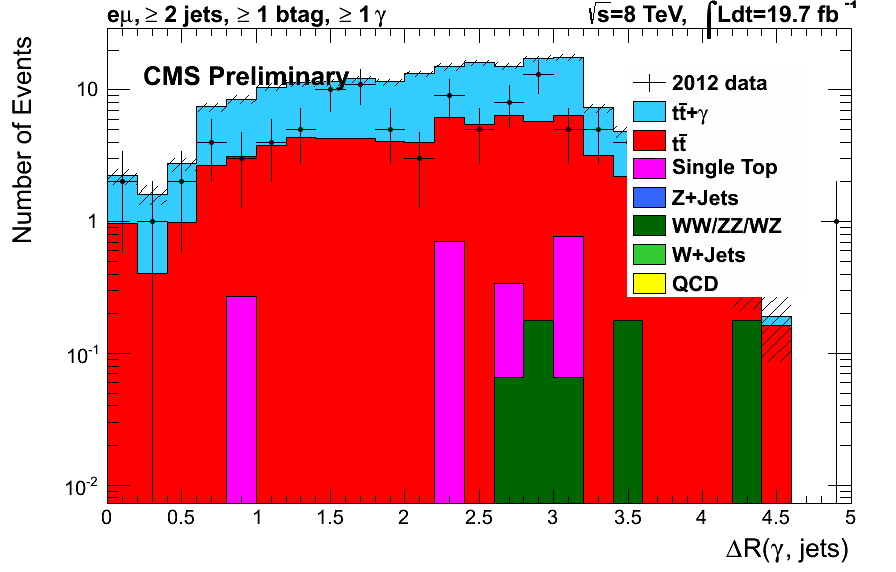 eμ, ≥ 2 jets, ≥ 1 btag, ≥ 1 γ
√s=8 TeV, ∫Ldt=19.7 fb⁻¹
CMS Preliminary
Number of Events
10
1
10⁻¹
10⁻²
2012 data
tt̄+γ
tt̄
Single Top
Z+Jets
WW/ZZ/WZ
W+Jets
QCD
0 0.5 1 1.5 2 2.5 3 3.5 4 4.5 5
ΔR(γ, jets)